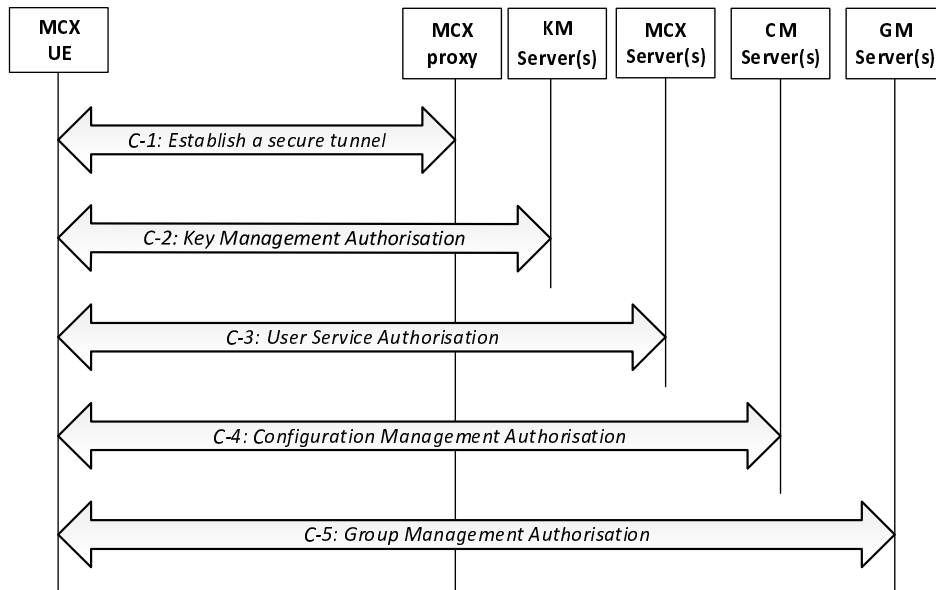 MCX
UE
MCX
proxy
KM
Server(s)
MCX
Server(s)
CM
Server(s)
GM
Server(s)
C-1: Establish a secure tunnel
C-2: Key Management Authorisation
C-3: User Service Authorisation
C-4: Configuration Management Authorisation
C-5: Group Management Authorisation